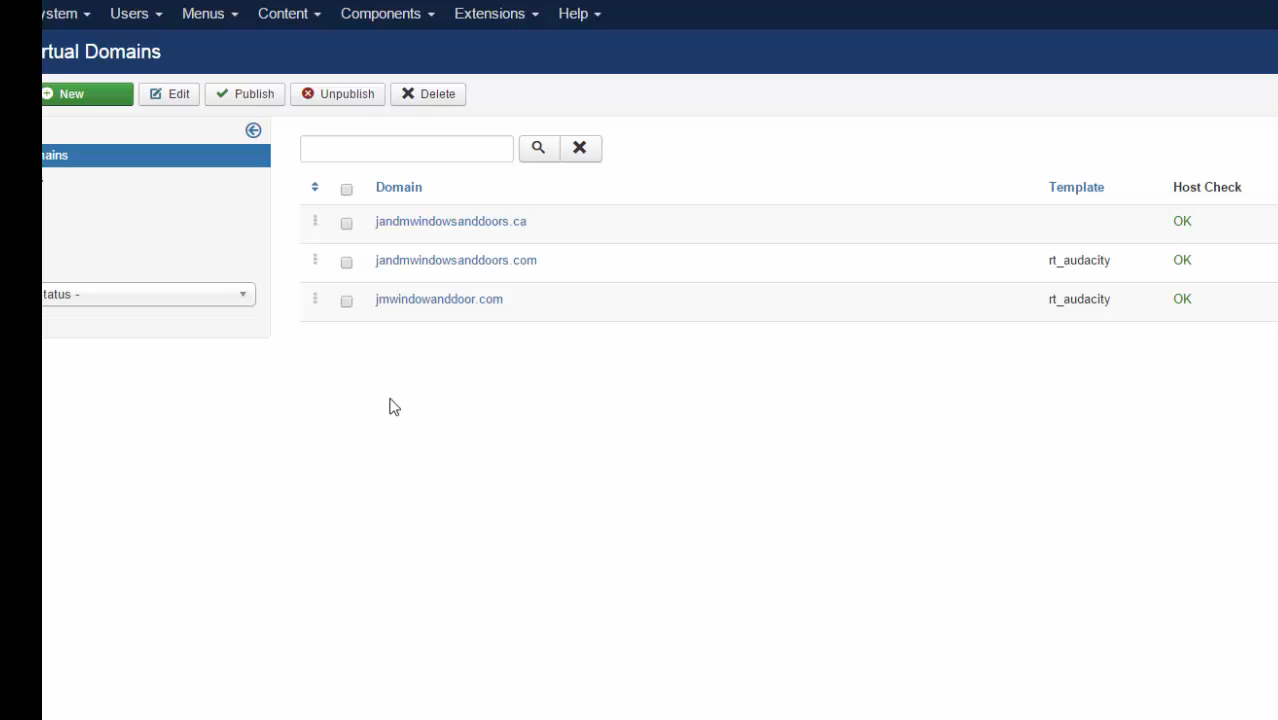 ystem Users Menus Content Components Extensions Help
rtual Domains
New Edit Publish Unpublish Delete
nains
Domain Template Host Check
jandmwindowsanddoors.ca OK
jandmwindowsanddoors.com rt_audacity OK
tatus -
jmwindowanddoor.com rt_audacity OK